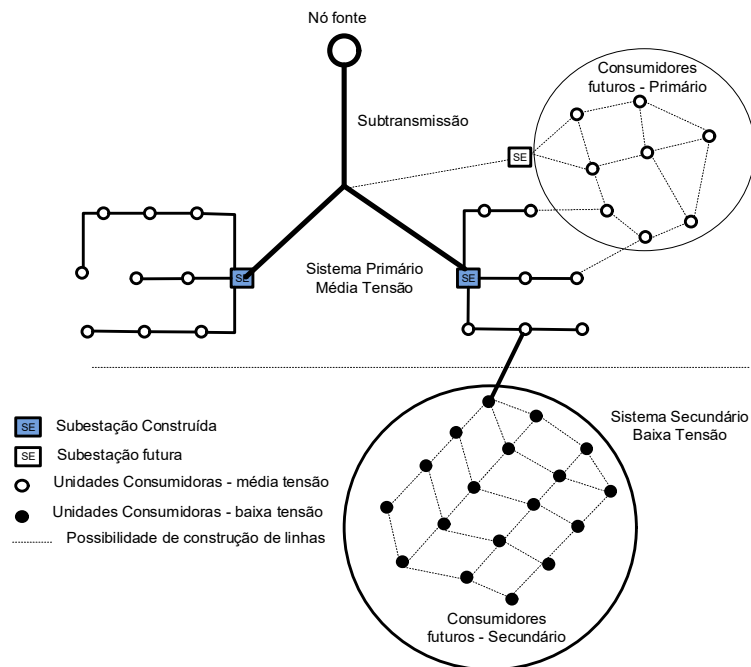 Nó fonte
Consumidores
futuros - Primário
Subtransmissão
SE
Sistema Primário
Média Tensão
SE
SE
Sistema Secundário
Baixa Tensão
SE
Subestação Construída
SE
Subestação futura
Unidades Consumidoras - média tensão
Unidades Consumidoras - baixa tensão
Possibilidade de construção de linhas
Consumidores
futuros - Secundário